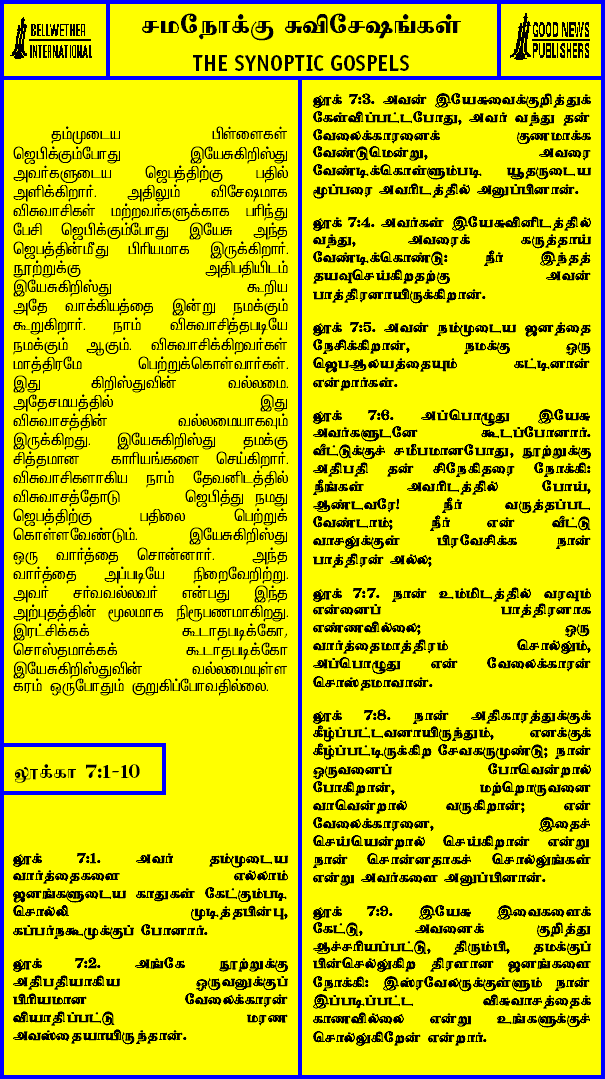 BELLWETHER
INTERNATIONAL
சமநோக்கு சுவிசேஷங்கள்
THE SYNOPTIC GOSPELS
GOOD NEWS
PUBLISHERS
தம்முடைய பிள்ளைகள்
ஜெபிக்கும்போது இயேசுகிறிஸ்து
அவர்களுடைய ஜெபத்திற்கு பதில்
அளிக்கிறார். அதிலும் விசேஷமாக
விசுவாசிகள் மற்றவர்களுக்காக பரிந்து
பேசி ஜெபிக்கும்போது இயேசு அந்த
ஜெபத்தின்மீது பிரியமாக இருக்கிறார்.
நூற்றுக்கு அதிபதியிடம்
இயேசுகிறிஸ்து கூறிய
அதே வாக்கியத்தை இன்று நமக்கும்
கூறுகிறார். நாம் விசுவாசித்தபடியே
நமக்கும் ஆகும். விசுவாசிக்கிறவர்கள்
மாத்திரமே பெற்றுக்கொள்வார்கள்.
இது கிறிஸ்துவின் வல்லமை.
அதேசமயத்தில் இது
விசுவாசத்தின் வல்லமையாகவும்
இருக்கிறது. இயேசுகிறிஸ்து தமக்கு
சித்தமான காரியங்களை செய்கிறார்.
விசுவாசிகளாகிய நாம் தேவனிடத்தில்
விசுவாசத்தோடு ஜெபித்து நமது
ஜெபத்திற்கு பதிலை பெற்றுக்
கொள்ளவேண்டும். இயேசுகிறிஸ்து
ஒரு வார்த்தை சொன்னார். அந்த
வார்த்தை அப்படியே நிறைவேறிற்று.
அவர் சர்வவல்லவர் என்பது இந்த
அற்புதத்தின் மூலமாக நிரூபணமாகிறது.
இரட்சிக்கக் கூடாதபடிக்கோ,
சொஸ்தமாக்கக் கூடாதபடிக்கோ
இயேசுகிறிஸ்துவின் வல்லமையுள்ள
கரம் ஒருபோதும் குறுகிப்போவதில்லை.
லூக்கா 7:1-10
லூக் 7:1. அவர் தம்முடைய
வார்த்தைகளை எல்லாம்
ஜனங்களுடைய காதுகள் கேட்கும்படி
சொல்லி முடித்தபின்பு,
கப்பர்நகூமுக்குப் போனார்.
லூக் 7:2. அங்கே நூற்றுக்கு
அதிபதியாகிய ஒருவனுக்குப்
பிரியமான வேலைக்காரன்
வியாதிப்பட்டு மரண
அவஸ்தையாயிருந்தான்.
லூக் 7:3. அவன் இயேசுவைக்குறித்துக்
கேள்விப்பட்டபோது, அவர் வந்து தன்
வேலைக்காரனைக் குணமாக்க
வேண்டுமென்று, அவரை
வேண்டிக்கொள்ளும்படி யூதருடைய
மூப்பரை அவரிடத்தில் அனுப்பினான்.
லூக் 7:4. அவர்கள் இயேசுவினிடத்தில்
வந்து, அவரைக் கருத்தாய்
வேண்டிக்கொண்டு: நீர் இந்தத்
தயவுசெய்கிறதற்கு அவன்
பாத்திரனாயிருக்கிறான்.
லூக் 7:5. அவன் நம்முடைய ஜனத்தை
நேசிக்கிறான், நமக்கு ஒரு
ஜெபஆலயத்தையும் கட்டினான்
என்றார்கள்.
லூக் 7:6. அப்பொழுது இயேசு
அவர்களுடனே கூடப்போனார்.
வீட்டுக்குச் சமீபமானபோது, நூற்றுக்கு
அதிபதி தன் சிநேகிதரை நோக்கி:
நீங்கள் அவரிடத்தில் போய்,
ஆண்டவரே! நீர் வருத்தப்பட
வேண்டாம்; நீர் என் வீட்டு
வாசலுக்குள் பிரவேசிக்க நான்
பாத்திரன் அல்ல;
லூக் 7:7. நான் உம்மிடத்தில் வரவும்
என்னைப் பாத்திரனாக
எண்ணவில்லை; ஒரு
வார்த்தைமாத்திரம் சொல்லும்,
அப்பொழுது என் வேலைக்காரன்
சொஸ்தமாவான்.
லூக் 7:8. நான் அதிகாரத்துக்குக்
கீழ்ப்பட்டவனாயிருந்தும், எனக்குக்
கீழ்ப்பட்டிருக்கிற சேவகருமுண்டு; நான்
ஒருவனைப் போவென்றால்
போகிறான், மற்றொருவனை
வாவென்றால் வருகிறான்; என்
வேலைக்காரனை, இதைச்
செய்யென்றால் செய்கிறான் என்று
நான் சொன்னதாகச் சொல்லுங்கள்
என்று அவர்களை அனுப்பினான்.
லூக் 7:9. இயேசு இவைகளைக்
கேட்டு, அவனைக் குறித்து
ஆச்சரியப்பட்டு, திரும்பி, தமக்குப்
பின்செல்லுகிற திரளான ஜனங்களை
நோக்கி: இஸ்ரவேலருக்குள்ளும் நான்
இப்படிப்பட்ட விசுவாசத்தைக்
காணவில்லை என்று உங்களுக்குச்
சொல்லுகிறேன் என்றார்.